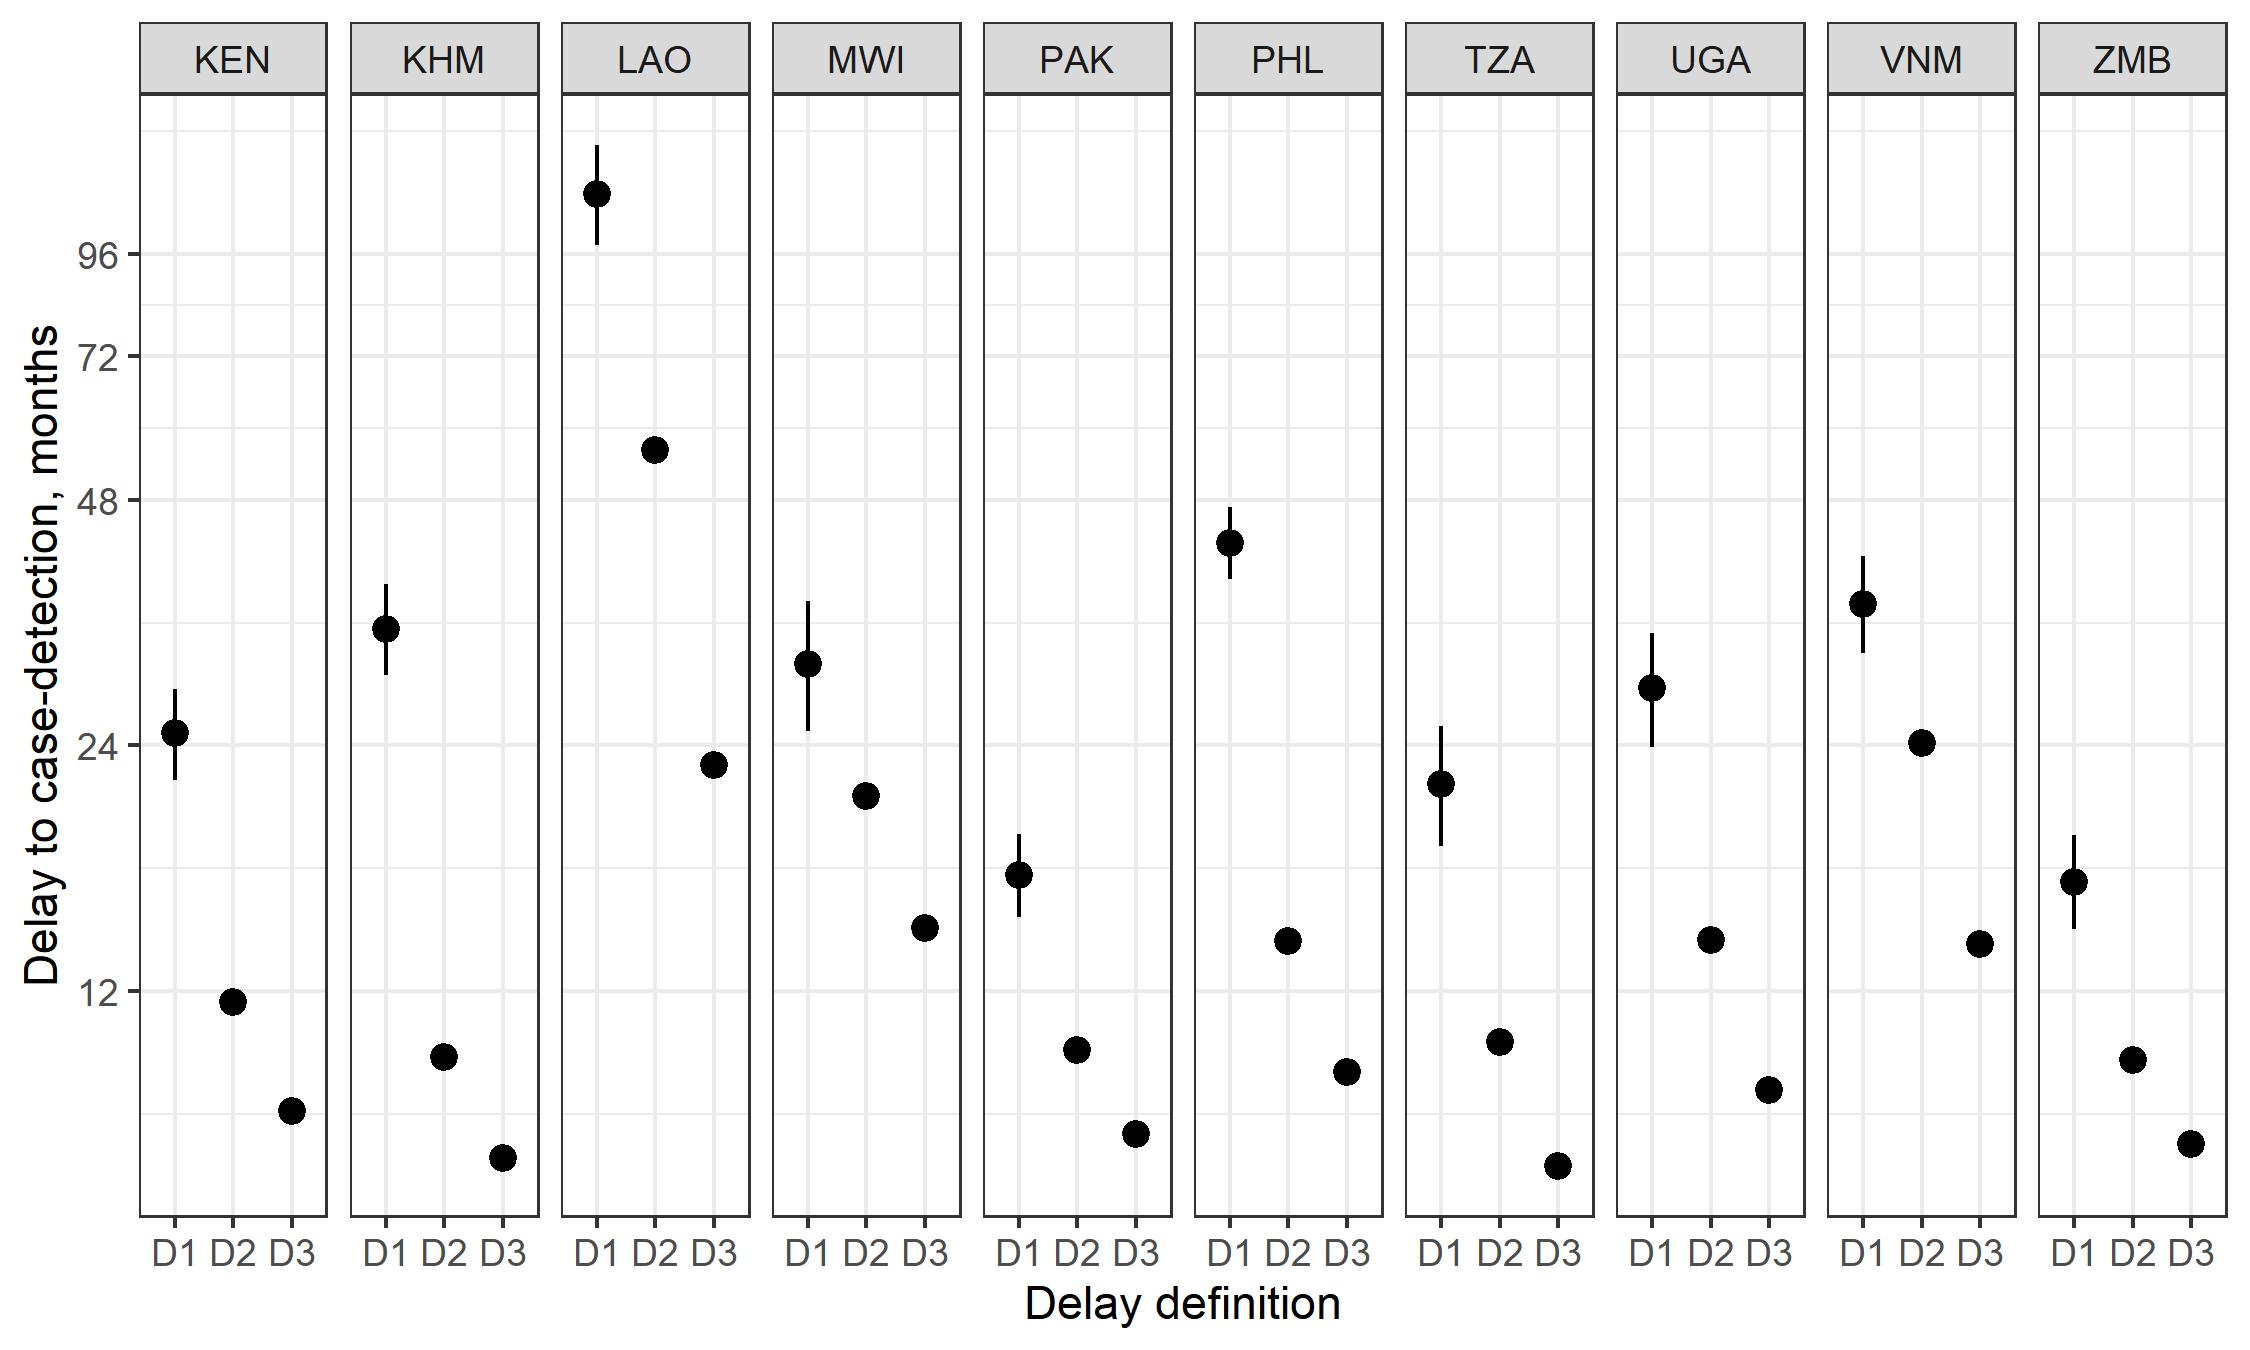 KEN KHM LAO MWI PAK PHL TZA UGA VNM ZMB
96
72
48
24
12
Delay to case-detection, months
D1 D2 D3 D1 D2 D3 D1 D2 D3 D1 D2 D3 D1 D2 D3 D1 D2 D3 D1 D2 D3 D1 D2 D3 D1 D2 D3 D1 D2 D3
Delay definition